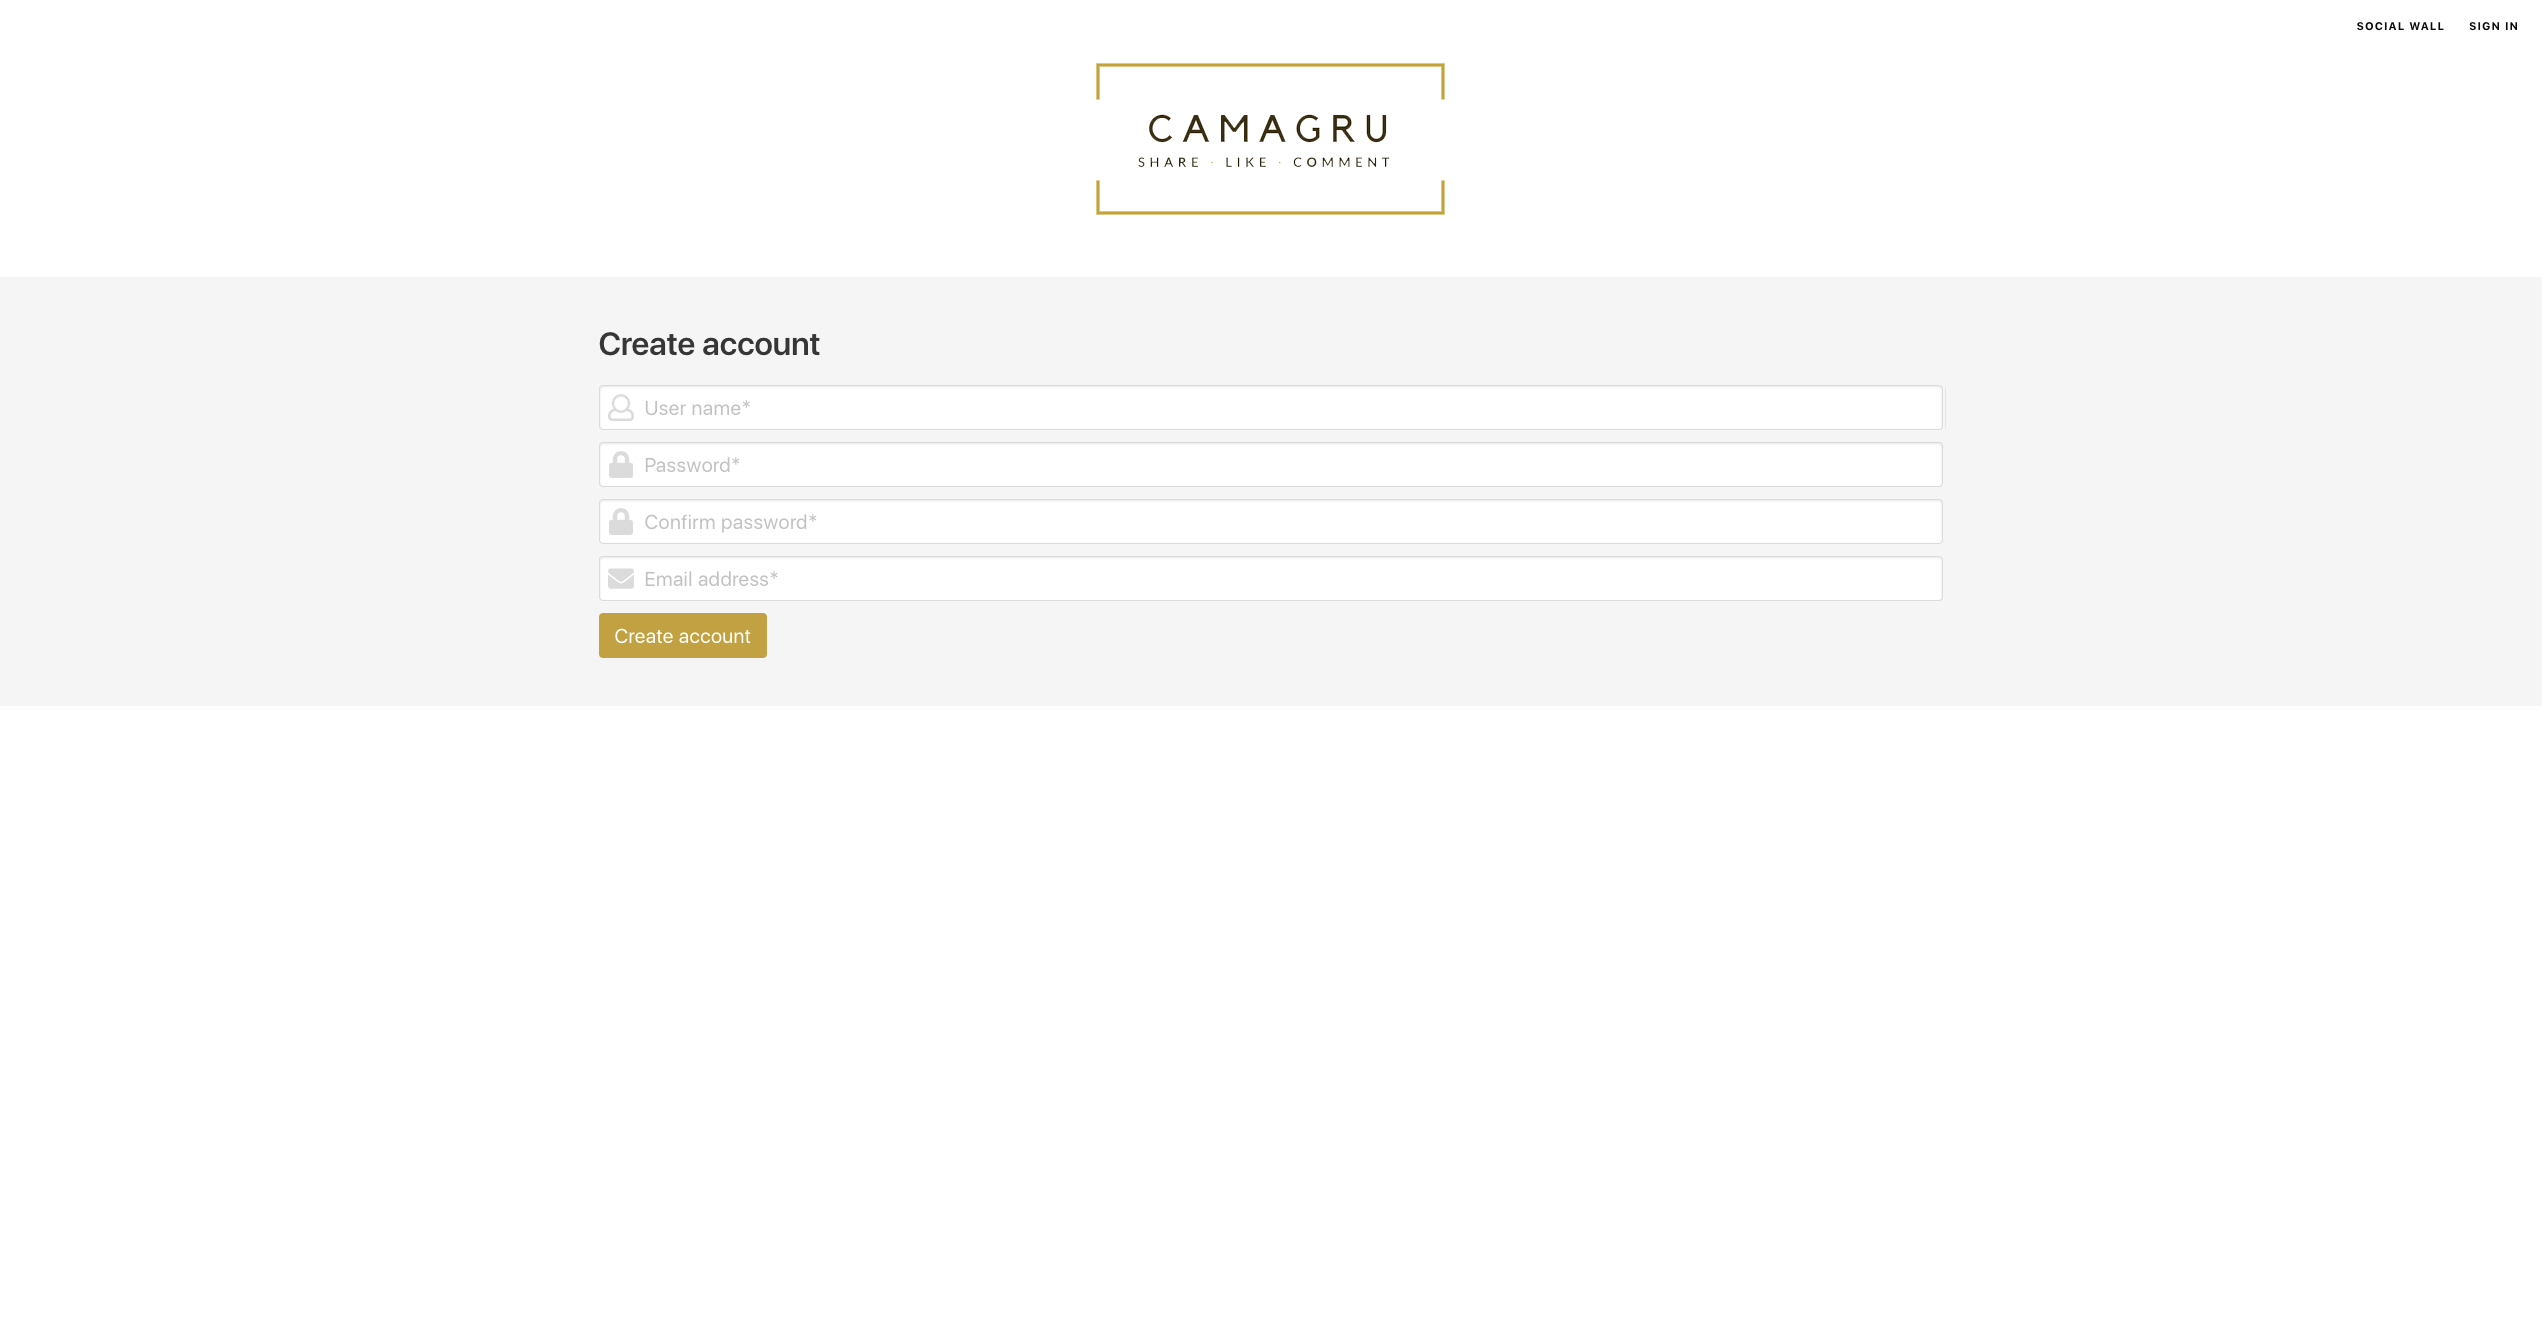 SOCIAL WALL SIGN IN
CAMAGRU
SHARE · LIKE · COMMENT
Create account
User name*
Password*
Confirm password*
Email address*
Create account